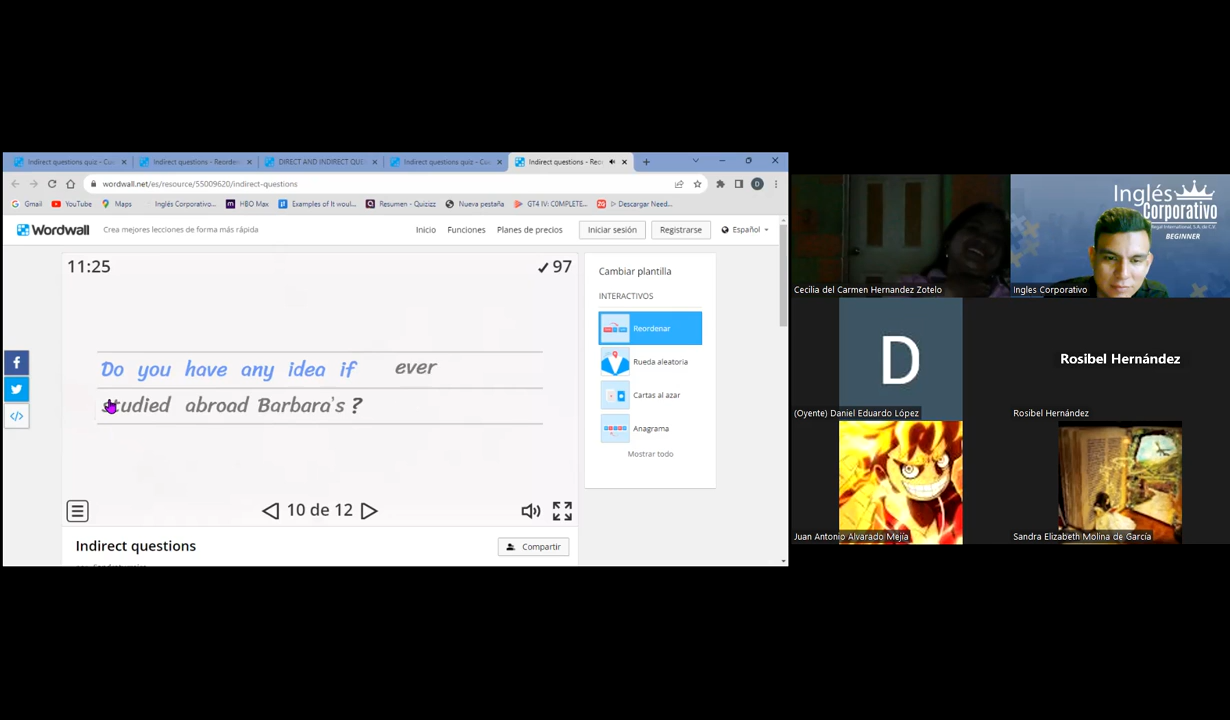 Indirect questions quiz - Cu
Indirect questions - Reorder
DIRECT AND INDIRECT QUE
Indirect questions quiz - Cu
Indirect questions - Reo
wordwall.net/es/resource/55009620/indirect-questions
Gmail YouTube Maps Inglés Corporativo... HBO Max Examples of It woul... Resumen - Quizizz Nueva pestaña GT4 IV: COMPLETE... > Descargar Need...
Wordwall Crea mejores lecciones de forma más rápida Inicio Funciones Planes de precios Iniciar sesión Registrarse Español
11:25 97
Do you have any idea if ever
studied abroad Barbara's ?
10 de 12
Indirect questions
Compartir
Cambiar plantilla
INTERACTIVOS
Reordenar
Rueda aleatoria
Cartas al azar
Anagrama
Mostrar todo
Cecilia del Carmen Hernandez Zotelo
Inglés
Corporativo
BEGINNER
Ingles Corporativo
D
(Oyente) Daniel Eduardo López
Rosibel Hernández
Rosibel Hernández
Juan Antonio Alvarado Mejía
Sandra Elizabeth Molina de García